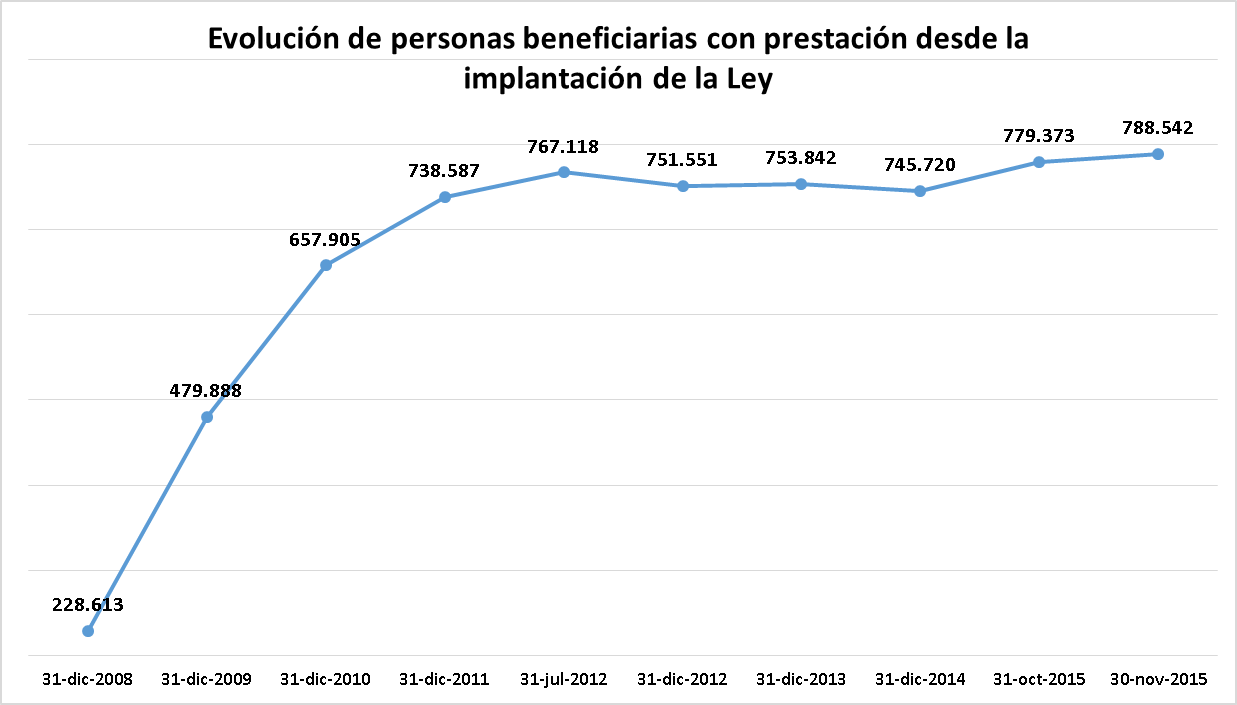 Evolución de personas beneficiarias con prestación desde la
implantación de la Ley
228.613
479.888
657.905
738.587
767.118
751.551
753.842
745.720
779.373
788.542
31-dic-2008
31-dic-2009
31-dic-2010
31-dic-2011
31-jul-2012
31-dic-2012
31-dic-2013
31-dic-2014
31-oct-2015
30-nov-2015